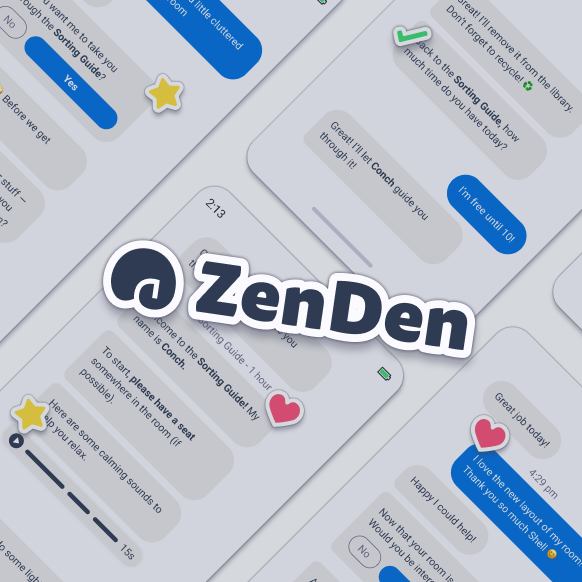 want me to take you
through the Sorting Guide?
No
Yes
Before we get
stuff –
you
little cluttered
room
Great! I'll remove it from the library.
Don't forget to recycle!
back to the Sorting Guide, how
much time do you have today?
Great! I'll let Conch guide you
through it!
I'm free until 10!
2:13
ZenDen
you
Sorting Guide - 1 hour
to the Sorting Guide! My
name is Conch.
To start, please have a seat
somewhere in the room (if
possible).
Here are some calming sounds to
help you relax.
15s
some
Great job today!
4:29 pm
I love the new layout of my room
Thank you so much Shell
Happy I could help!
Now that your room
Would you be
No